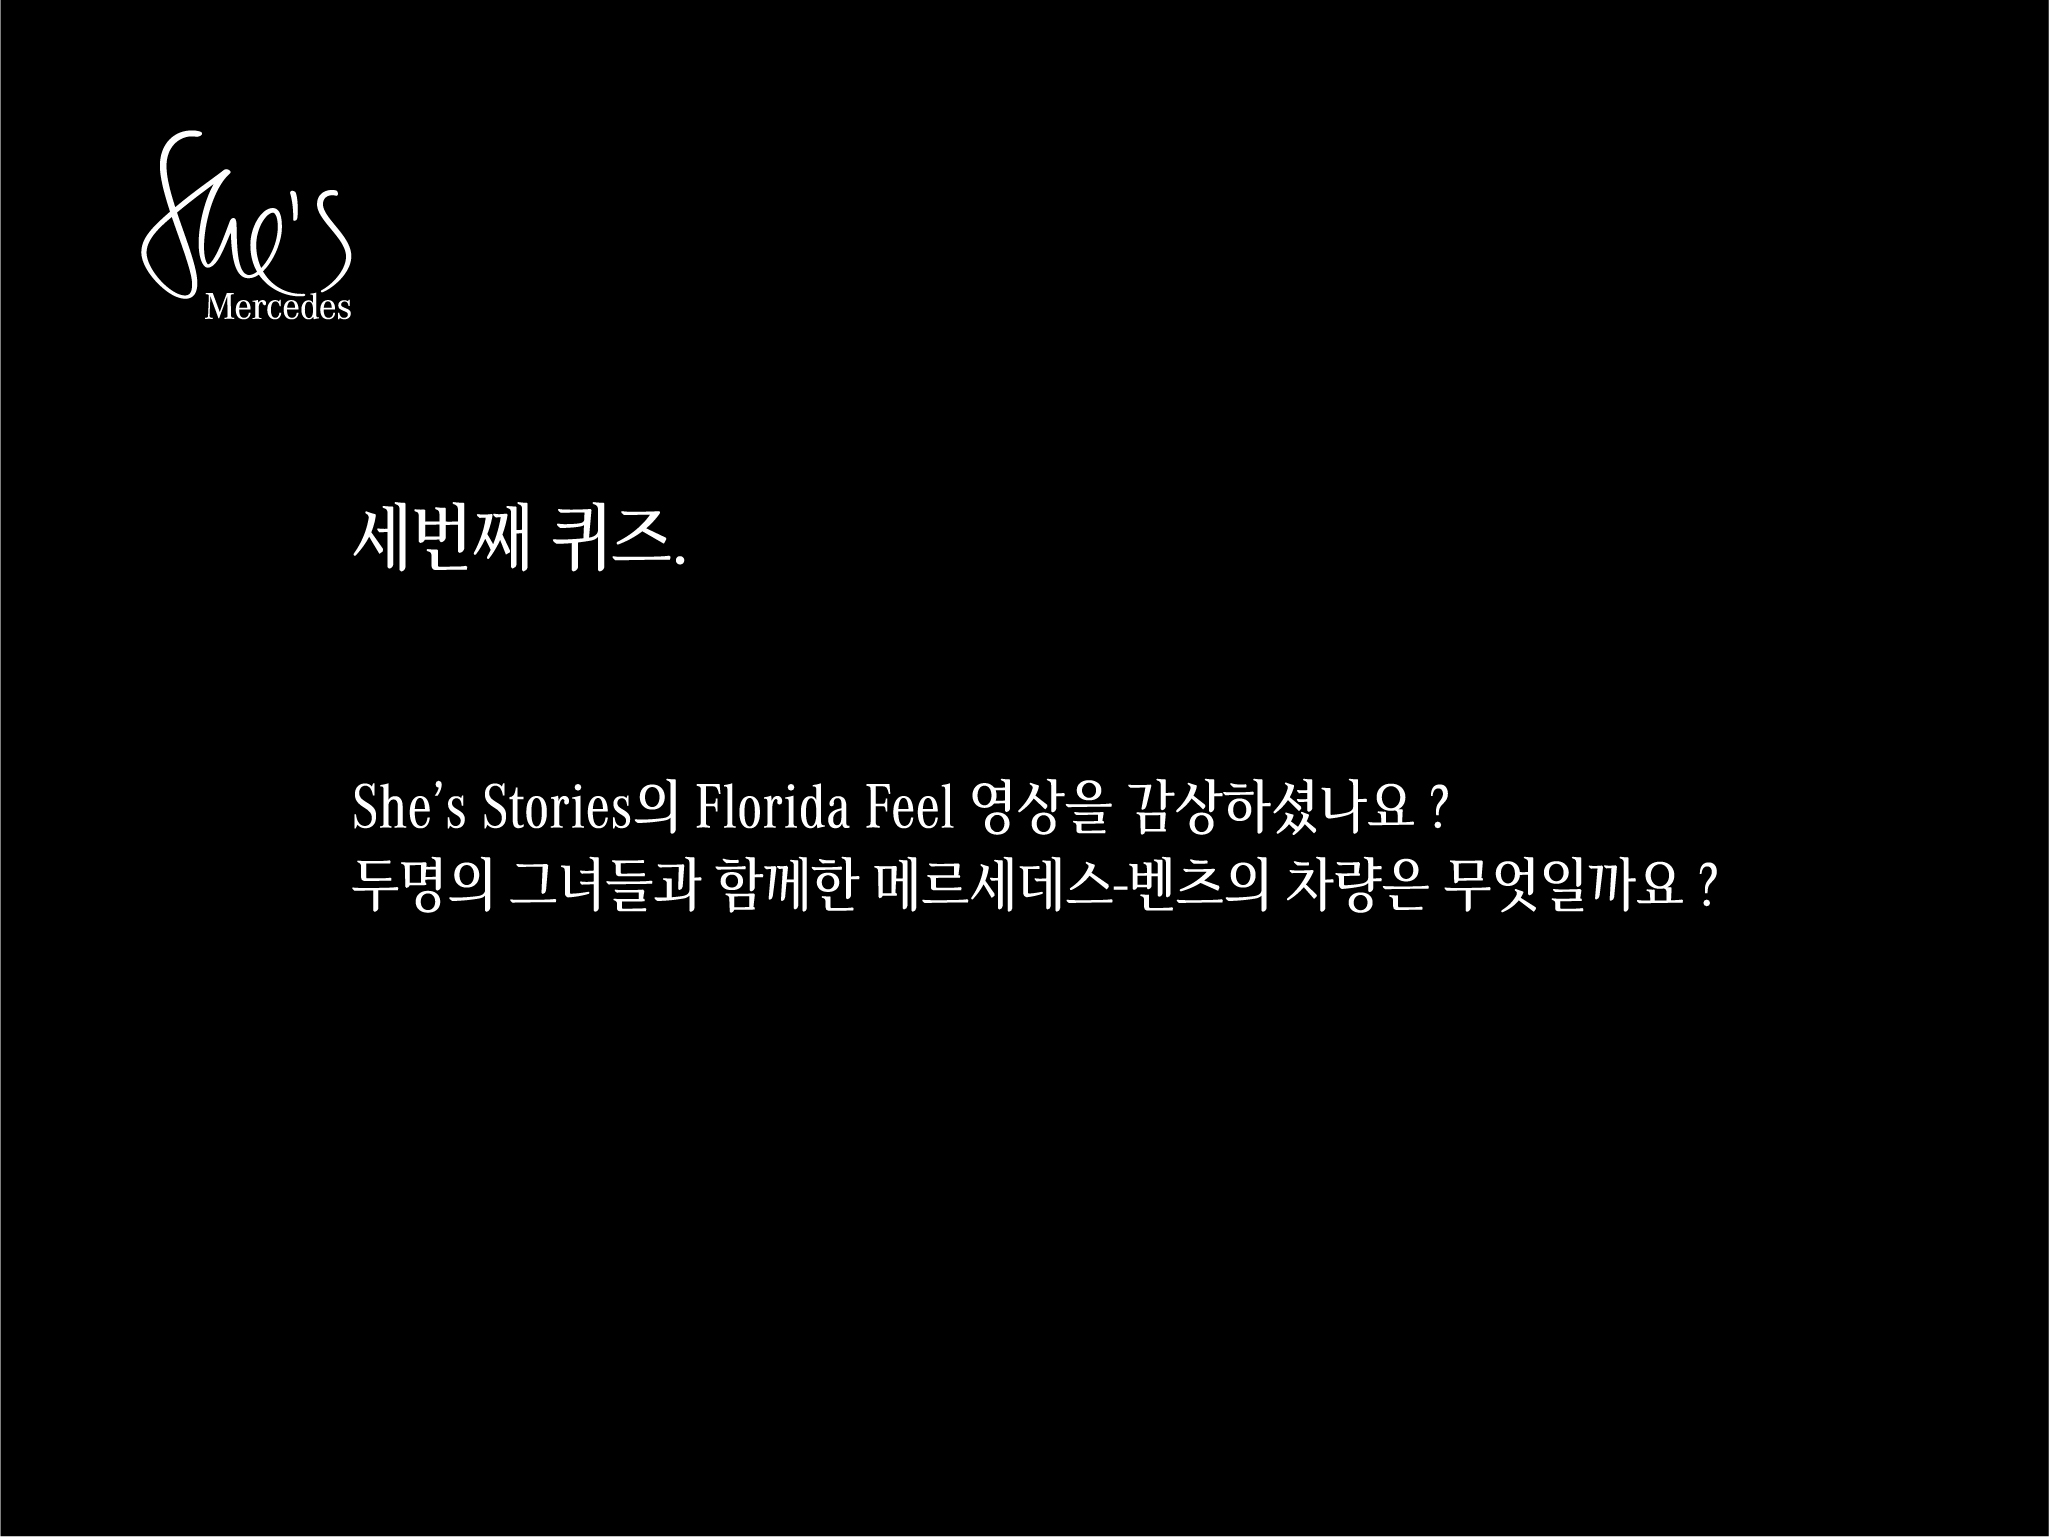 She's
Mercedes
세번째 퀴즈.
She’s Stories의 Florida Feel 영상을 감상하셨나요 ?
두명의 그녀들과 함께한 메르세데스-벤츠의 차량은 무엇일까요 ?